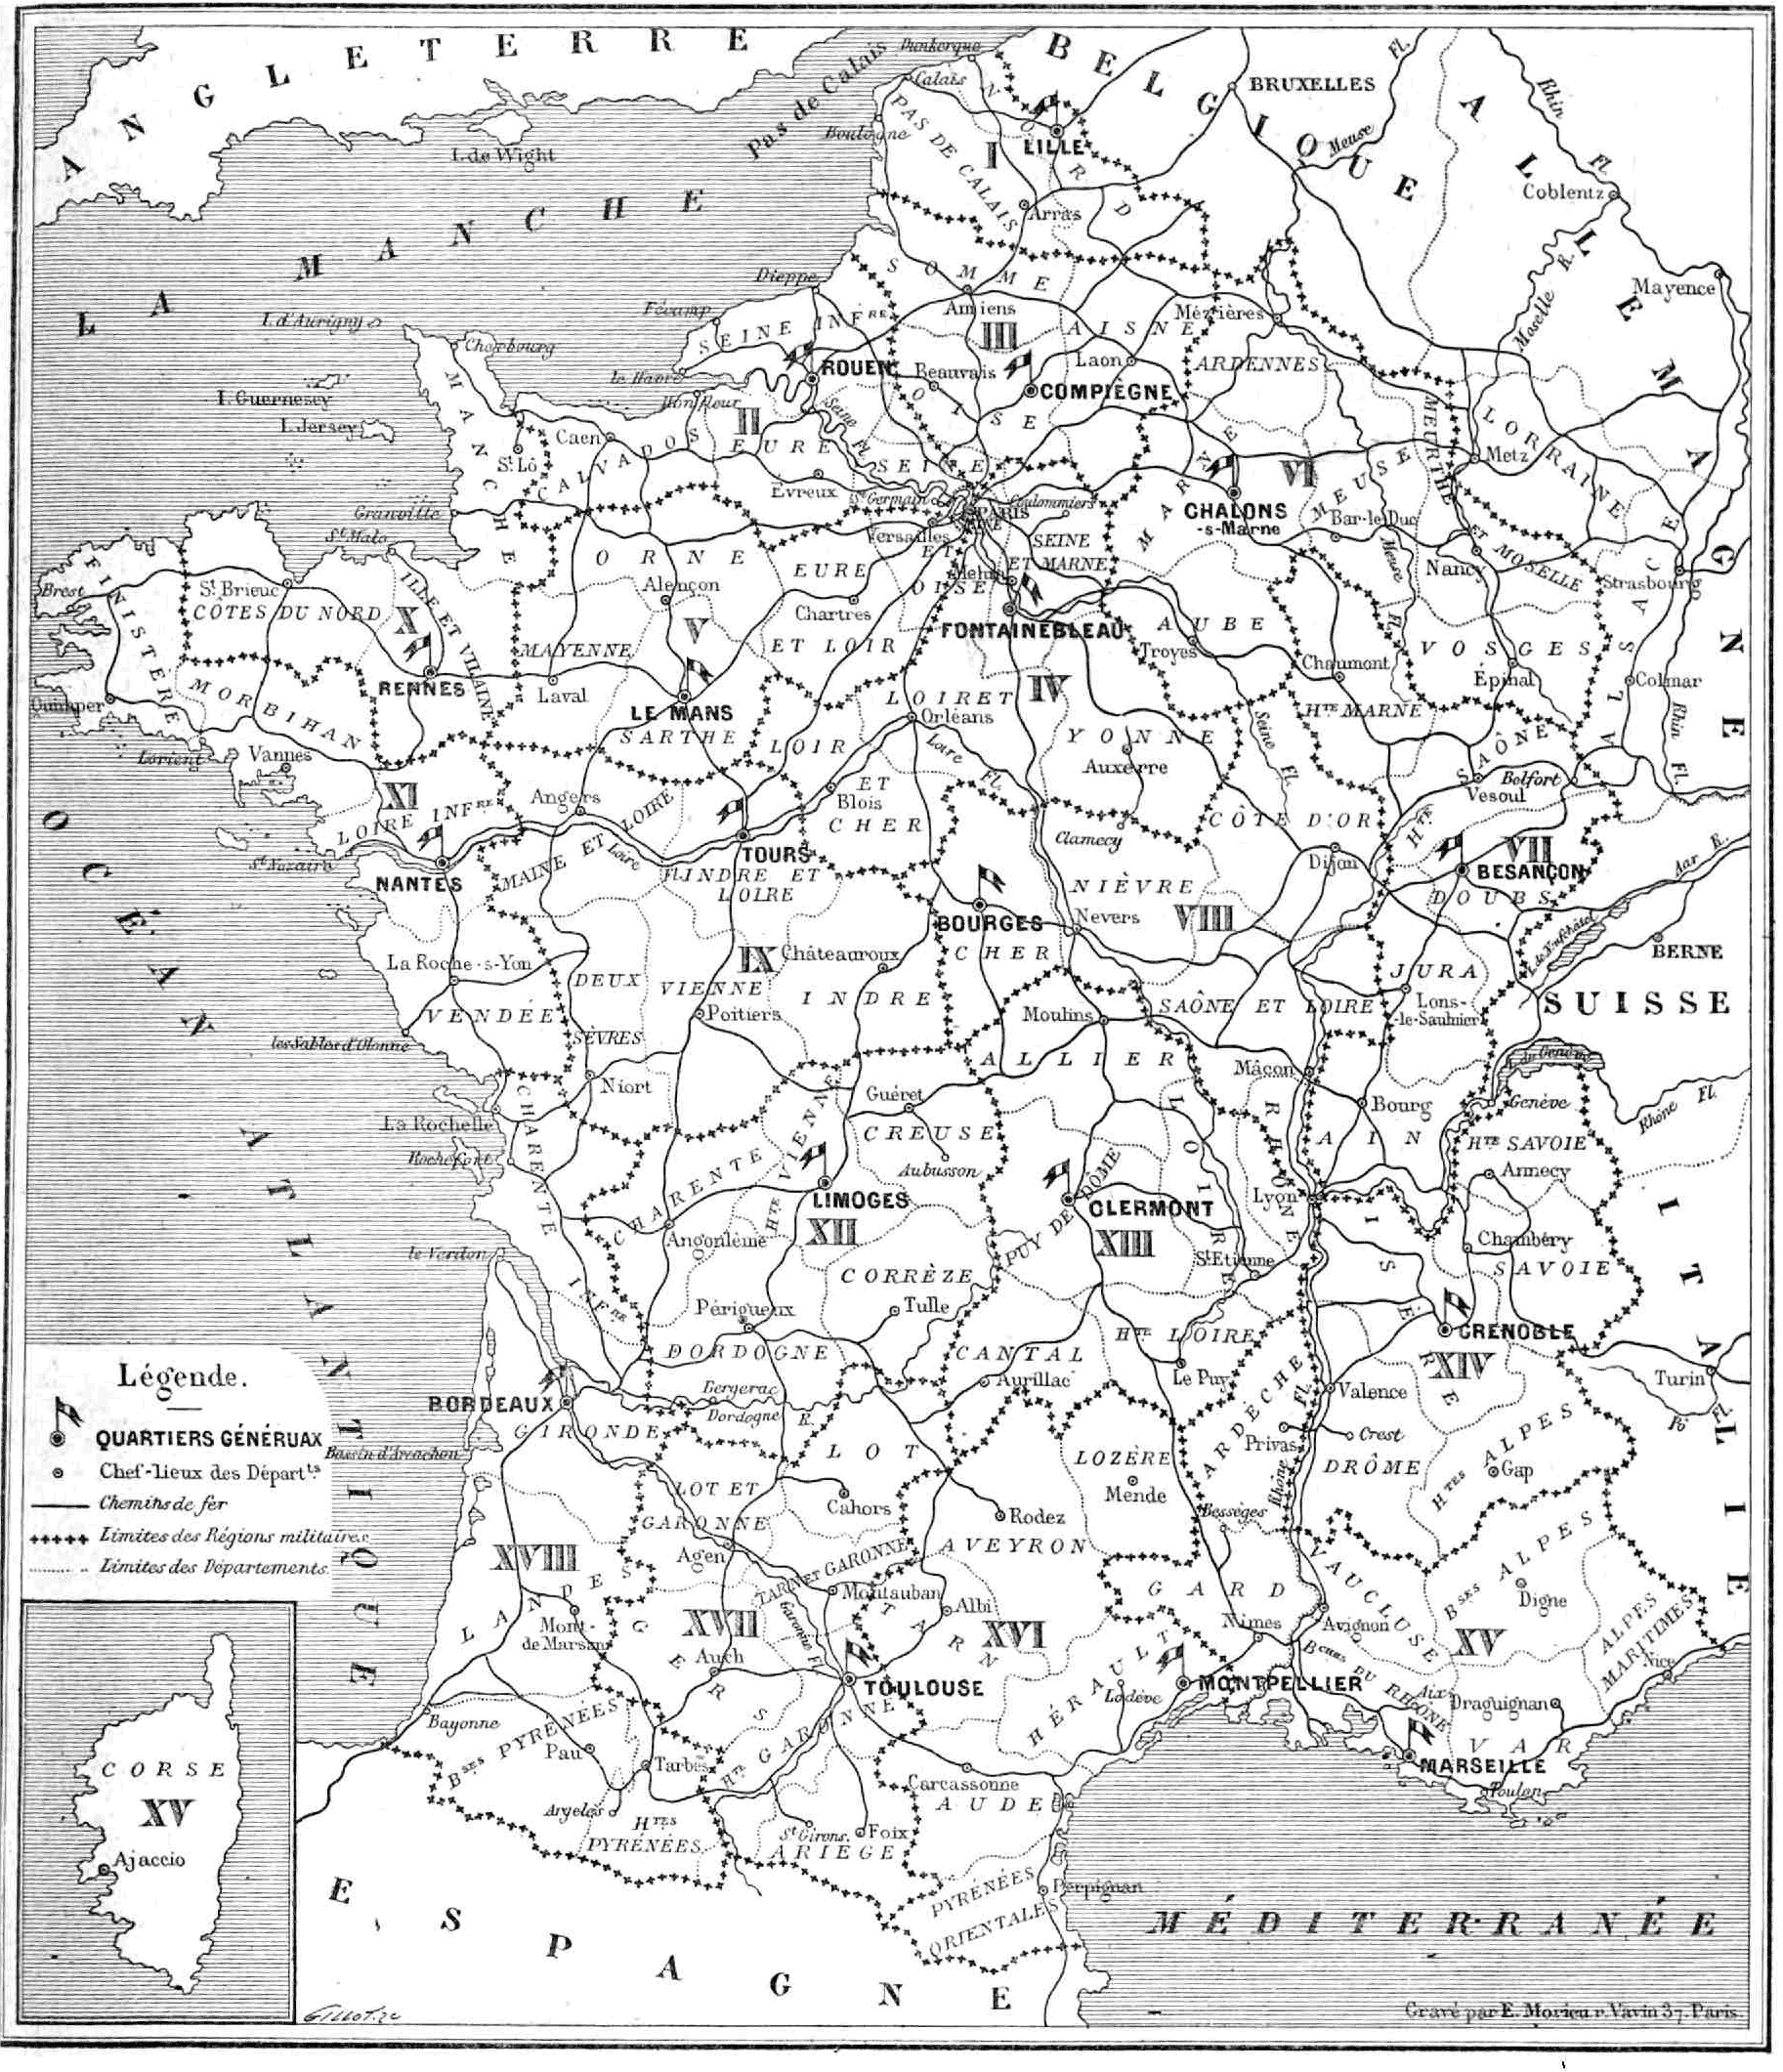 ANGLETERRE
I. de Wight
Pas de Calais
Dunkerque
Calais
Boulogne
BELGIQUE
BRUXELLES
Meuse
Fl.
ALLEMAGNE
Rhin
Fl.
Coblentz
Mayence
Moselle R.
LA MANCHE
NORD
LILLE
PAS DE CALAIS
I
Arras
SOMME
Amiens
Dieppe
Fécamp
SEINE INFRE
le Havre
Honfleur
ROUEN
II
III
AISNE
Laon
Beauvais
OISE
COMPIÈGNE
Mézières
ARDENNES
I. d'Aurigny
Cherbourg
I. Guernesey
I. Jersey
MANCHE
St. Lô
Caen
CALVADOS
EURE
Evreux
Seine Fl.
SEINE
ET
OISE
St Germain
PARIS
SEINE
Versailles
Coulommiers
SEINE
ET MARNE
Melun
FONTAINEBLEAU
MARNE
CHALONS
-s-Marne
VI
MEUSE
Bar-le-Duc
Meuse
Fl.
MEURTHE
ET MOSELLE
Nancy
LORRAINE
Metz
ALSACE
Strasbourg
Colmar
Rhin
Fl.
Granville
St Malo
Brest
FINISTÈRE
Quimper
St. Brieuc
CÔTES DU NORD
X
ILLE ET VILAINE
RENNES
MORBIHAN
Lorient
Vannes
MAYENNE
Laval
ORNE
Alençon
V
LE MANS
SARTHE
EURE
ET LOIR
Chartres
LOIRET
Orléans
Loire
Fl.
IV
YONNE
Auxerre
AUBE
Troyes
Chaumont
HTE MARNE
VOSGES
Épinal
Seine
Fl.
HTE SAÔNE
Vesoul
Belfort
XI
LOIRE INFRE
St Nazaire
NANTES
Angers
MAINE ET LOIRE
Loire
Fl.
LOIR
ET
CHER
Blois
TOURS
INDRE ET
LOIRE
BOURGES
CHER
Clamecy
NIÈVRE
Nevers
VIII
CÔTE D'OR
Dijon
VII
BESANÇON
DOUBS
Aar R.
L. de Neufchatel
BERNE
SUISSE
JURA
Lons-
-le-Saulnier
La Roche-s-Yon
VENDÉE
les Sables d'Olonne
DEUX
SÈVRES
VIENNE
Poitiers
IX
Châteauroux
INDRE
Niort
La Rochelle
Rochefort
CHARENTE INFRE
Moulins
ALLIER
SAÔNE ET LOIRE
Mâcon
Bourg
AIN
L. de Genève
Genève
Rhône Fl.
HTE SAVOIE
Annecy
Guéret
CREUSE
Aubusson
HTE VIENNE
LIMOGES
XII
CHARENTE
Angoulême
CORRÈZE
Tulle
PUY DE DÔME
CLERMONT
XIII
LOIRE
St. Etienne
RHÔNE
Lyon
ISÈRE
Chambéry
SAVOIE
GRENOBLE
XIV
ITALIE
Turin
Pô
Fl.
OCÉAN ATLANTIQUE
le Verdon
BORDEAUX
GIRONDE
Bassin d'Arcachon
Périgueux
DORDOGNE
Bergerac
Dordogne R.
CANTAL
Aurillac
HTE LOIRE
Le Puy
ARDÈCHE
Privas
Rhône
Fl.
Valence
Crest
DRÔME
HTES ALPES
Gap
LOT
Cahors
LOT ET
GARONNE
Agen
LOZÈRE
Mende
Bessèges
Rodez
AVEYRON
TARN ET GARONNE
Montauban
Garonne Fl.
XVIII
LANDES
Mont-
de Marsan
XVII
GERS
Auch
TOULOUSE
HTE GARONNE
TARN
Albi
XVI
GARD
Nimes
HÉRAULT
Lodève
MONTPELLIER
VAUCLUSE
Avignon
BSES ALPES
Digne
XV
ALPES
MARITIMES
Nice
BCHES DU RHÔNE
Aix
Draguignan
VAR
MARSEILLE
Toulon
Bayonne
BSES PYRÉNÉES
Pau
Tarbes
Argelès
HTES
PYRÉNÉES
St Girons
Foix
ARIÈGE
Carcassonne
AUDE
PYRÉNÉES
ORIENTALES
Perpignan
MÉDITERRANÉE
ESPAGNE
Légende.
QUARTIERS GÉNÉRUAX
Chef-lieux des Départts.
Chemins de fer
Limites des Régions militaires
Limites des Départements.
CORSE
XV
Ajaccio
GILLOT. sc
Gravé par E. Morieu r. Vavin 37. Paris